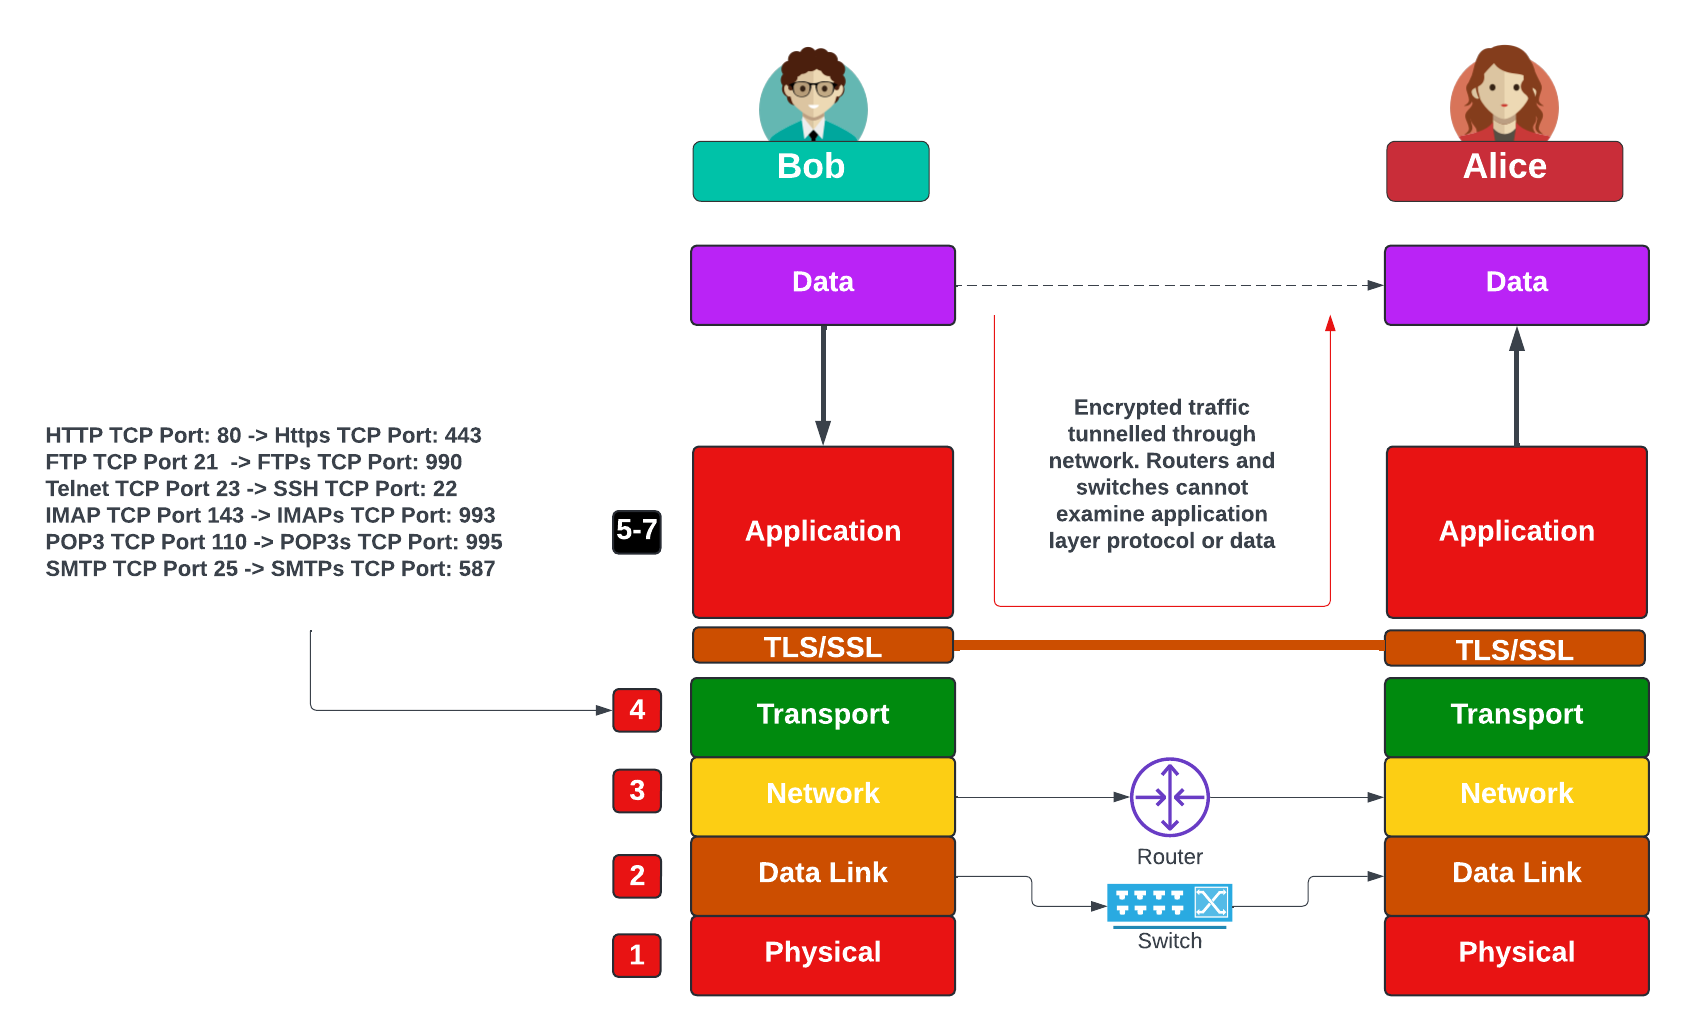 Bob
Alice
Data
Data
HTTP TCP Port: 80 -> Https TCP Port: 443
FTP TCP Port 21  -> FTPs TCP Port: 990
Telnet TCP Port 23 -> SSH TCP Port: 22
IMAP TCP Port 143 -> IMAPs TCP Port: 993
POP3 TCP Port 110 -> POP3s TCP Port: 995
SMTP TCP Port 25 -> SMTPs TCP Port: 587
5-7
Application
Encrypted traffic
tunnelled through
network. Routers and
switches cannot
examine application
layer protocol or data
Application
TLS/SSL
TLS/SSL
4
Transport
Transport
3
Network
Router
Network
2
Data Link
Switch
Data Link
1
Physical
Physical